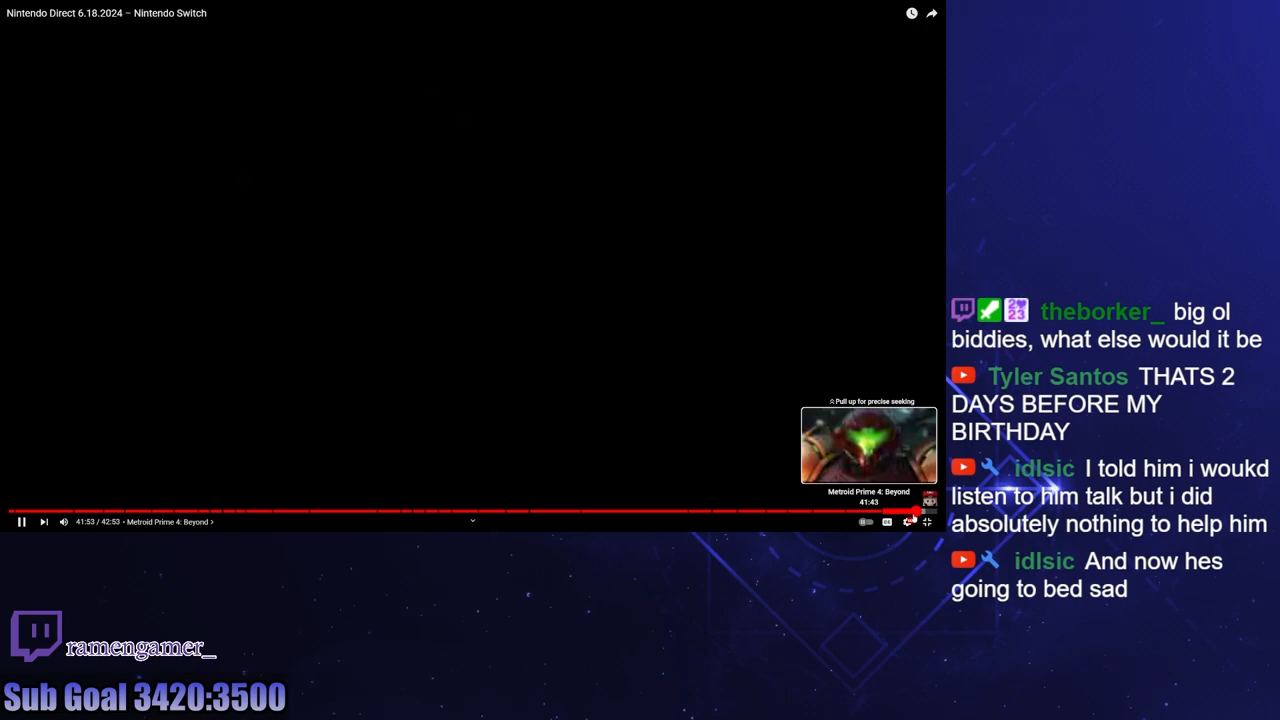 Nintendo Direct 6.18.2024 – Nintendo Switch
Pull up for precise seeking
Metroid Prime 4: Beyond
41:43
41:53 / 42:53 • Metroid Prime 4: Beyond
theborker_ big ol
biddies, what else would it be
Tyler Santos THATS 2
DAYS BEFORE MY
BIRTHDAY
idlsic I told him i woukd
listen to him talk but i did
absolutely nothing to help him
idlsic And now hes
going to bed sad
ramengamer_
Sub Goal 3420:3500